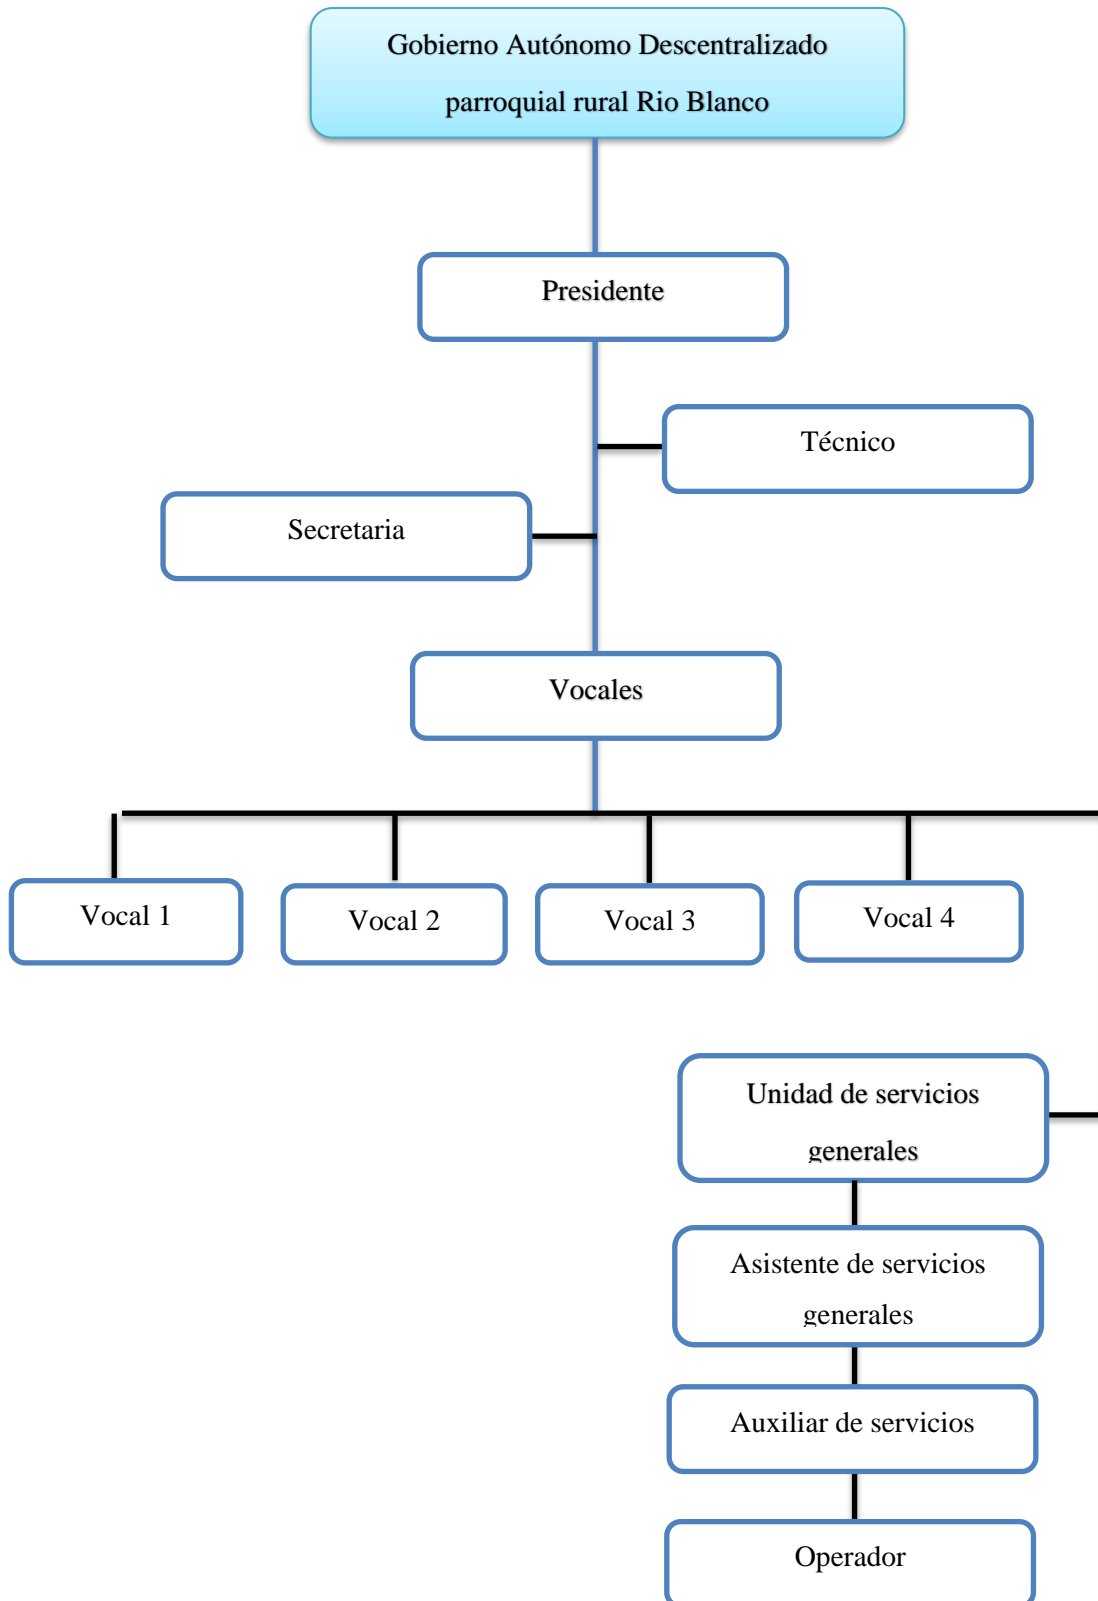 Gobierno Autónomo Descentralizado
parroquial rural Rio Blanco
Presidente
Técnico
Secretaria
Vocales
Vocal 1
Vocal 2
Vocal 3
Vocal 4
Unidad de servicios
generales
Asistente de servicios
generales
Auxiliar de servicios
Operador